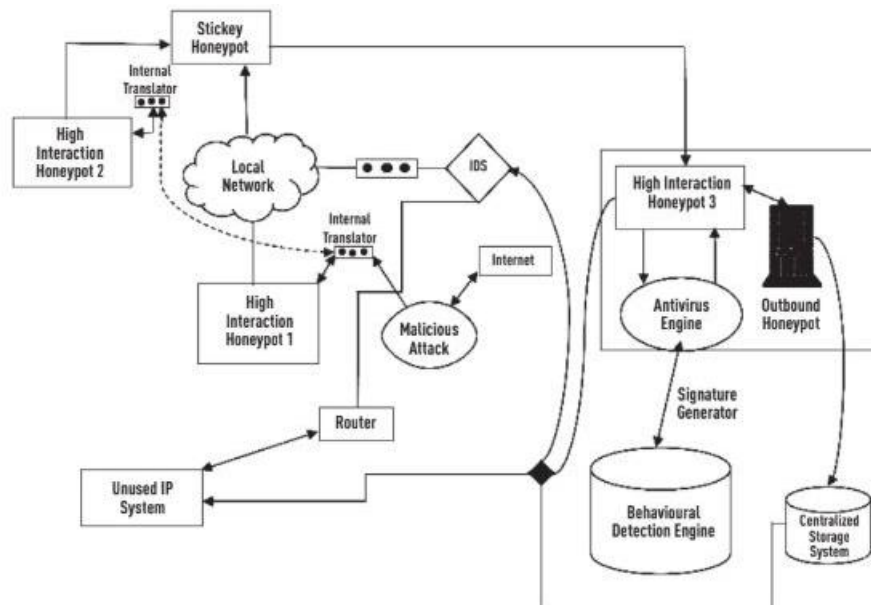 Stickey
Honeypot
Internal
Translator
High
Interaction
Honeypot 2
Local
Network
IDS
High Interaction
Honeypot 3
Internal
Translator
Internet
High
Interaction
Honeypot 1
Malicious
Attack
Antivirus
Engine
Outbound
Honeypot
Signature
Generator
Router
Unused IP
System
Behavioural
Detection Engine
Centralized
Storage
System